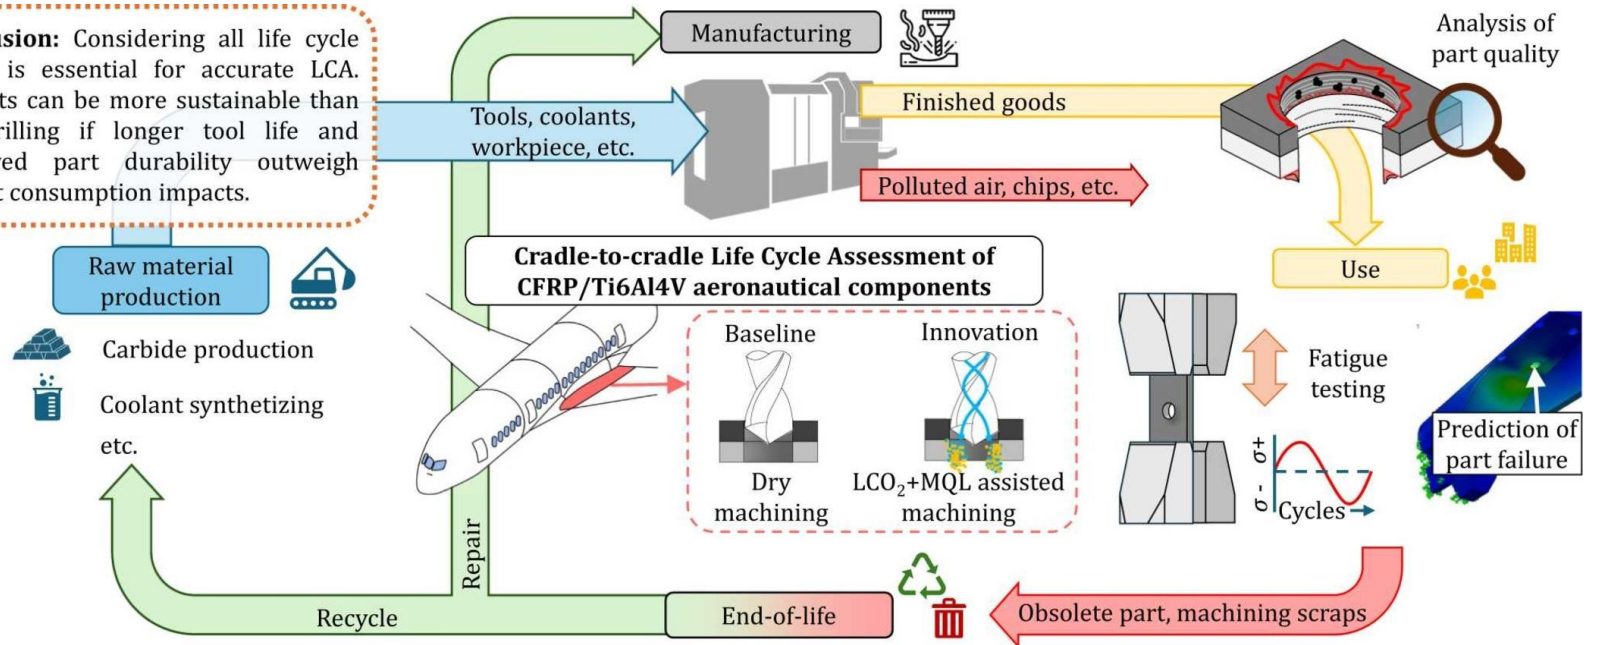 Considering all life cycle
is essential for accurate LCA.
can be more sustainable than
if longer tool life and
part durability outweigh
consumption impacts.
Manufacturing
Tools, coolants,
workpiece, etc.
Finished goods
Polluted air, chips, etc.
Analysis of
part quality
Use
Raw material
production
Carbide production
Coolant synthetizing
etc.
Cradle-to-cradle Life Cycle Assessment of
CFRP/Ti6Al4V aeronautical components
Baseline
Dry
machining
Innovation
LCO₂+MQL assisted
machining
Fatigue
testing
σ - σ+
Cycles
Prediction of
part failure
Repair
Recycle
End-of-life
Obsolete part, machining scraps